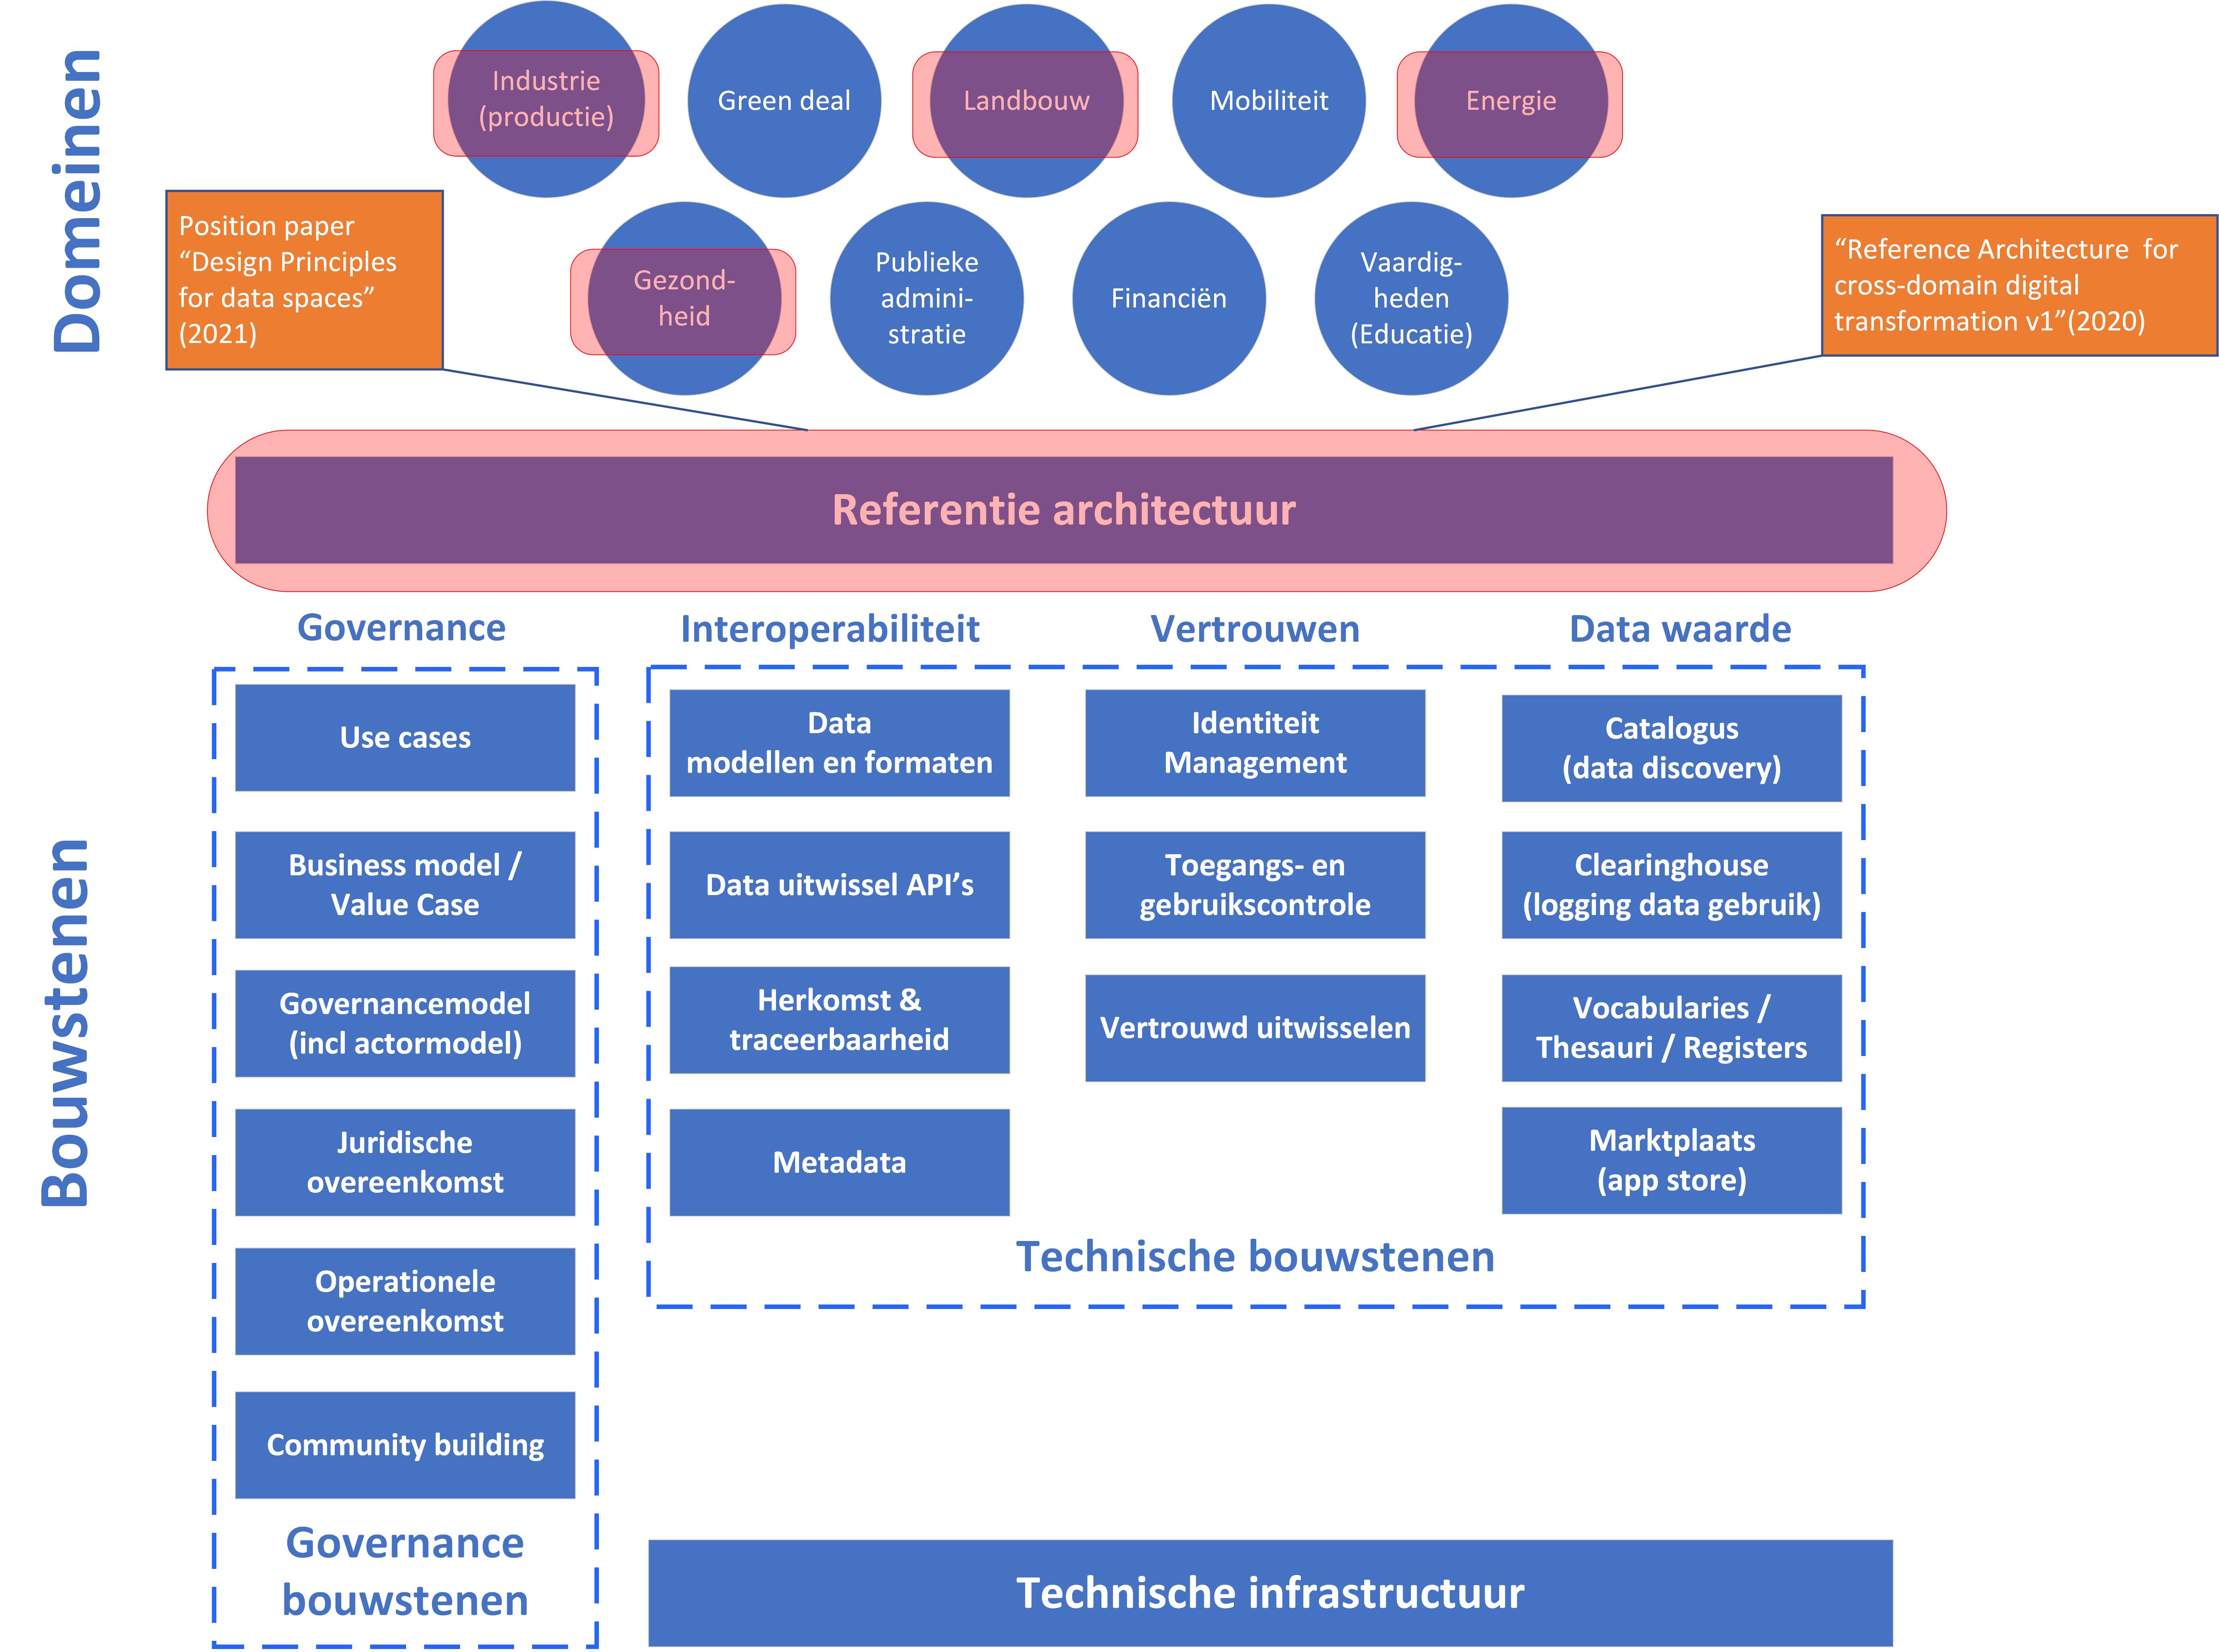 Domeinen
Industrie
(productie)
Green deal
Landbouw
Mobiliteit
Energie
Gezond-
heid
Publieke
admini-
stratie
Financiën
Vaardig-
heden
(Educatie)
Position paper
“Design Principles
for data spaces”
(2021)
“Reference Architecture for
cross-domain digital
transformation v1”(2020)
Referentie architectuur
Bouwstenen
Governance
Use cases
Business model /
Value Case
Governancemodel
(incl actormodel)
Juridische
overeenkomst
Operationele
overeenkomst
Community building
Governance
bouwstenen
Interoperabiliteit
Data
modellen en formaten
Data uitwissel API’s
Herkomst &
traceerbaarheid
Metadata
Vertrouwen
Identiteit
Management
Toegangs- en
gebruikscontrole
Vertrouwd uitwisselen
Data waarde
Catalogus
(data discovery)
Clearinghouse
(logging data gebruik)
Vocabularies /
Thesauri / Registers
Marktplaats
(app store)
Technische bouwstenen
Technische infrastructuur